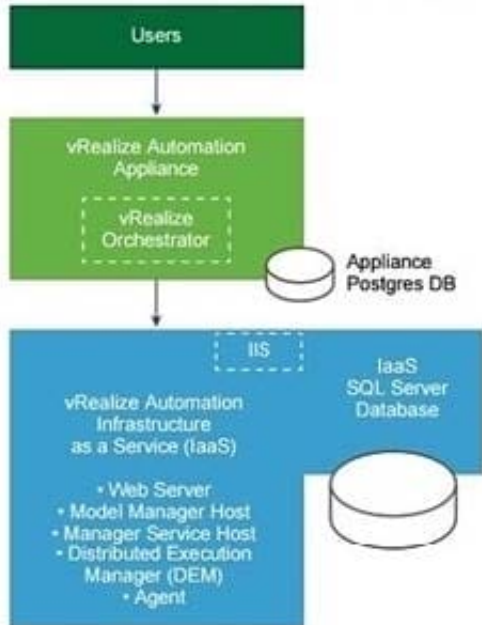 Users
vRealize Automation
Appliance
vRealize
Orchestrator
Appliance
Postgres DB
IIS
IaaS
SQL Server
Database
vRealize Automation
Infrastructure
as a Service (IaaS)
• Web Server
• Model Manager Host
• Manager Service Host
• Distributed Execution
Manager (DEM)
• Agent